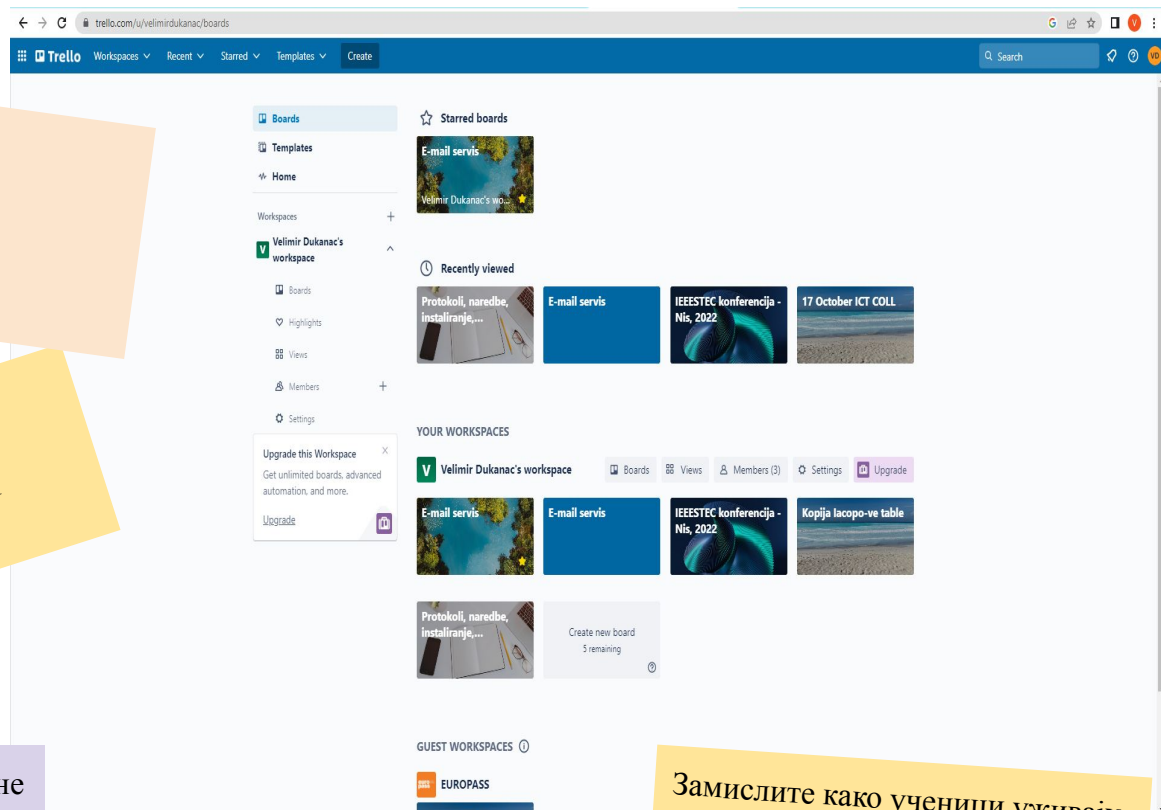 trello.com/u/velimirdukanac/boards
Trello Workspaces Recent Starred Templates Create
Search
VD
Boards
Templates
Home
Workspaces
V Velimir Dukanac's
workspace
Boards
Highlights
Views
Members
Settings
Upgrade this Workspace
Get unlimited boards, advanced
automation, and more.
Upgrade
Starred boards
E-mail servis
Velimir Dukanac's wo...
Recently viewed
Protokoli, naredbe,
instaliranje,...
E-mail servis
IEEESTEC konferencija -
Nis, 2022
17 October ICT COLL
YOUR WORKSPACES
V Velimir Dukanac's workspace
Boards Views Members (3) Settings Upgrade
E-mail servis
E-mail servis
IEEESTEC konferencija -
Nis, 2022
Kopija Iacopo-ve table
Protokoli, naredbe,
instaliranje,...
Create new board
5 remaining
GUEST WORKSPACES
EUROPASS
не
Замислите како ученици